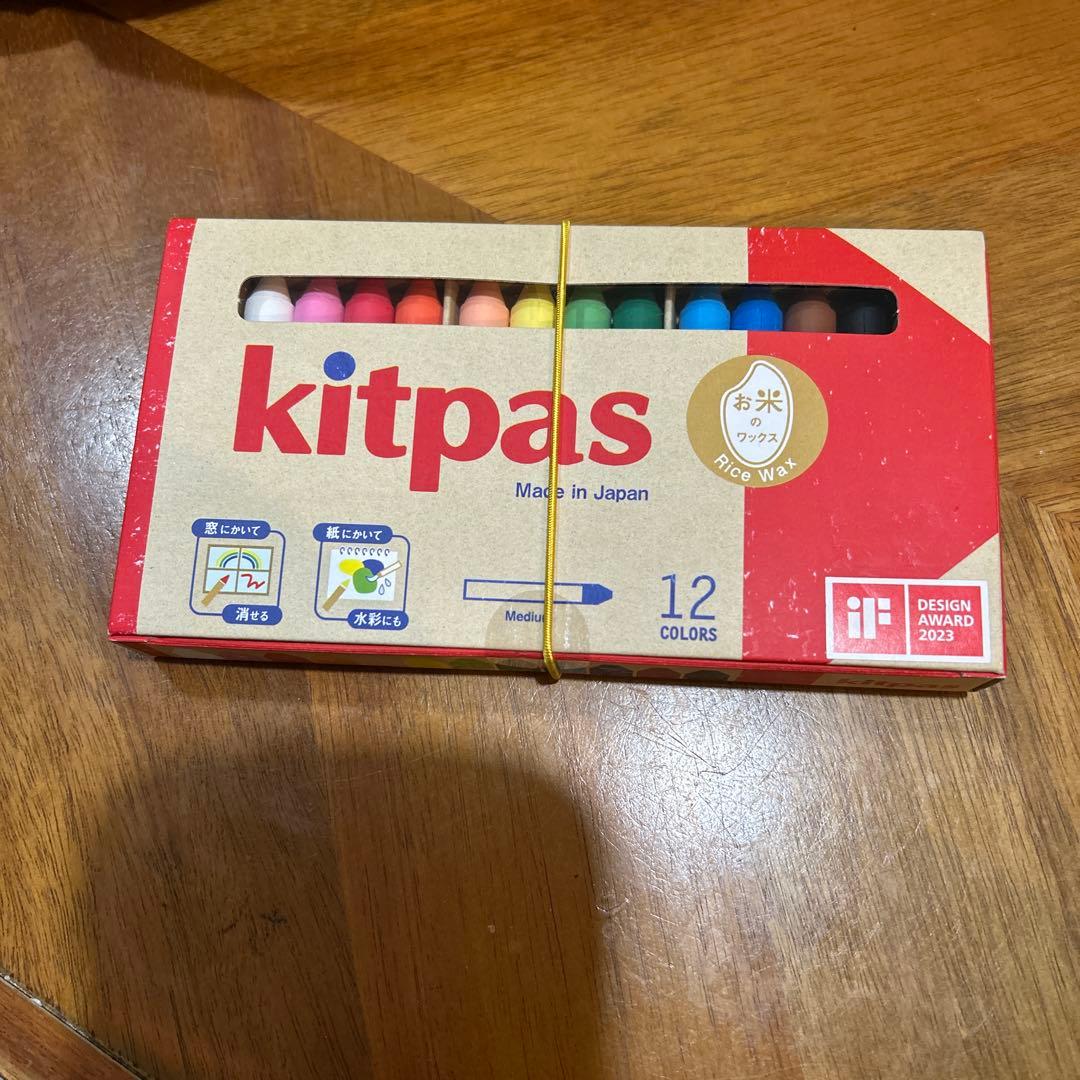 kitpas
Made in Japan
お米
の
ワックス
Rice Wax
窓にかいて
消せる
紙にかいて
水彩にも
12
COLORS
iF
DESIGN
AWARD
2023
kitpas